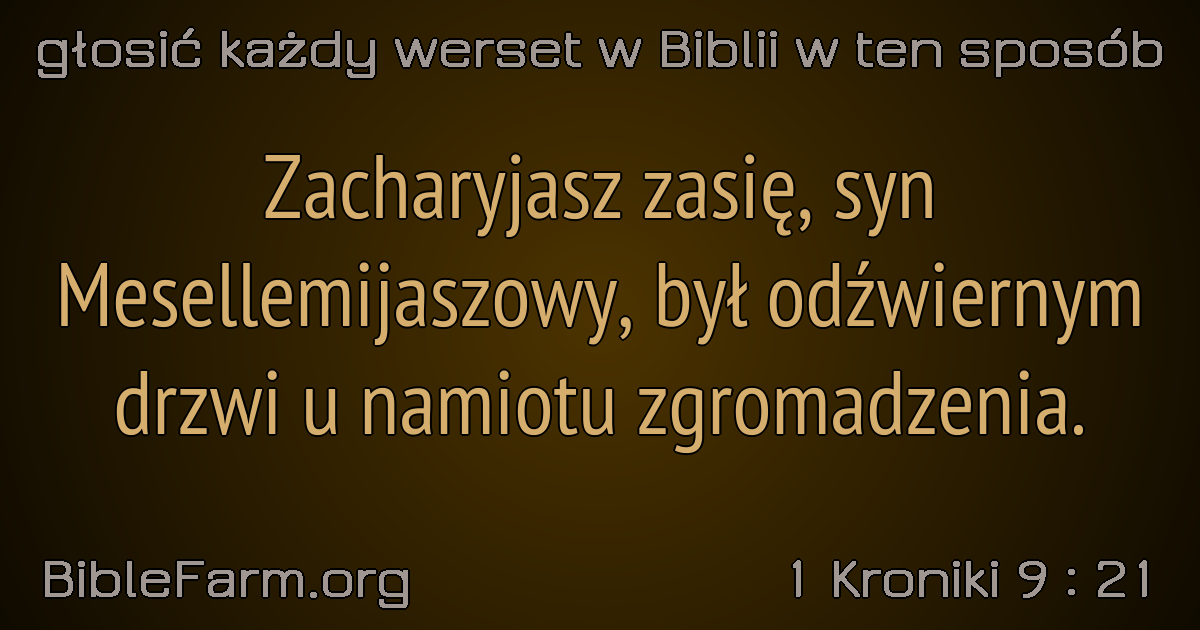 głosić każdy werset w Biblii w ten sposób
Zacharyjasz zasię, syn
Mesellemijaszowy, był odźwiernym
drzwi u namiotu zgromadzenia.
BibleFarm.org
1 Kroniki 9 : 21